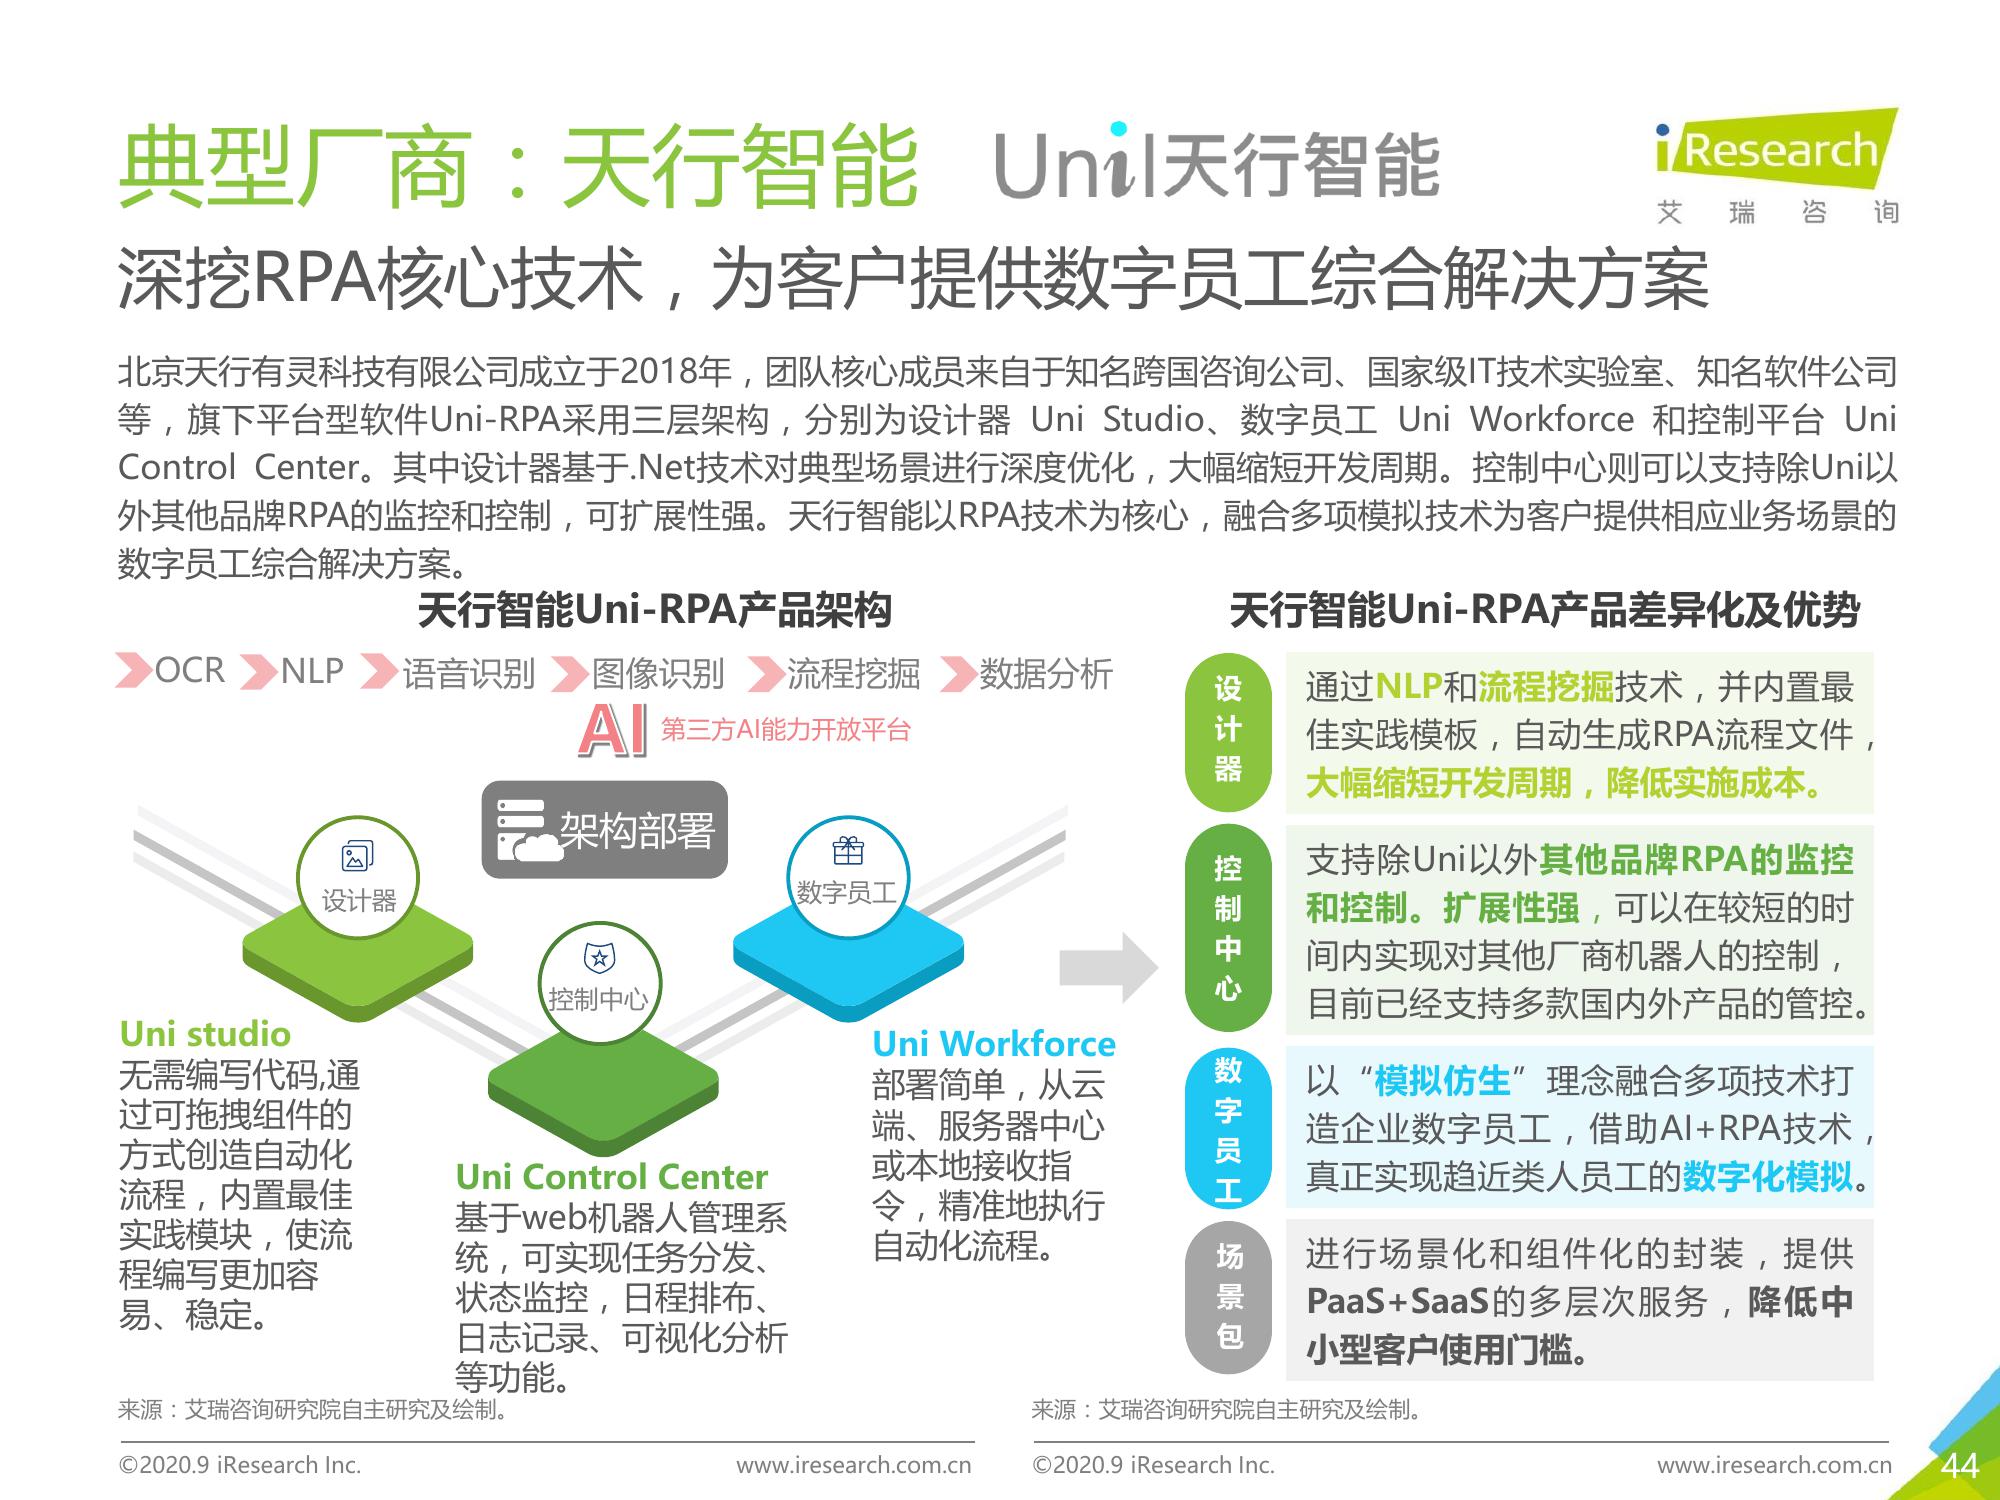 典型厂商：天行智能
Uni|天行智能
iResearch
艾瑞咨询
深挖RPA核心技术，为客户提供数字员工综合解决方案
北京天行有灵科技有限公司成立于2018年，团队核心成员来自于知名跨国咨询公司、国家级IT技术实验室、知名软件公司
等，旗下平台型软件Uni-RPA采用三层架构，分别为设计器 Uni Studio、数字员工 Uni Workforce 和控制平台 Uni
Control Center。其中设计器基于.Net技术对典型场景进行深度优化，大幅缩短开发周期。控制中心则可以支持除Uni以
外其他品牌RPA的监控和控制，可扩展性强。天行智能以RPA技术为核心，融合多项模拟技术为客户提供相应业务场景的
数字员工综合解决方案。
天行智能Uni-RPA产品架构
OCR
NLP
语音识别
图像识别
流程挖掘
数据分析
AI
第三方AI能力开放平台
架构部署
设计器
控制中心
数字员工
Uni studio
无需编写代码,通
过可拖拽组件的
方式创造自动化
流程，内置最佳
实践模块，使流
程编写更加容
易、稳定。
Uni Control Center
基于web机器人管理系
统，可实现任务分发、
状态监控，日程排布、
日志记录、可视化分析
等功能。
Uni Workforce
部署简单，从云
端、服务器中心
或本地接收指
令，精准地执行
自动化流程。
来源：艾瑞咨询研究院自主研究及绘制。
天行智能Uni-RPA产品差异化及优势
设计器
通过NLP和流程挖掘技术，并内置最
佳实践模板，自动生成RPA流程文件，
大幅缩短开发周期，降低实施成本。
控制中心
支持除Uni以外其他品牌RPA的监控
和控制。扩展性强，可以在较短的时
间内实现对其他厂商机器人的控制，
目前已经支持多款国内外产品的管控。
数字员工
以“模拟仿生”理念融合多项技术打
造企业数字员工，借助AI+RPA技术，
真正实现趋近类人员工的数字化模拟。
场景包
进行场景化和组件化的封装，提供
PaaS+SaaS的多层次服务，降低中
小型客户使用门槛。
来源：艾瑞咨询研究院自主研究及绘制。
©2020.9 iResearch Inc.
www.iresearch.com.cn
©2020.9 iResearch Inc.
www.iresearch.com.cn
44